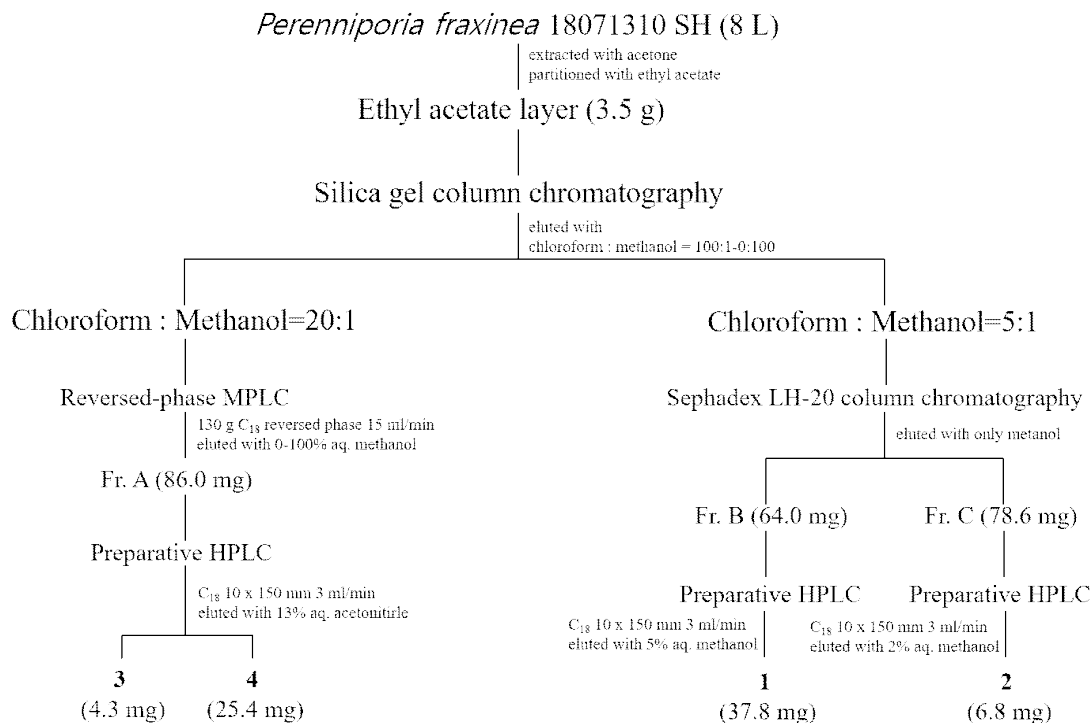 Perenniporia fraxinea 18071310 SH (8 L)
extracted with acetone
partitioned with ethyl acetate
Ethyl acetate layer (3.5 g)
Silica gel column chromatography
eluted with
chloroform : methanol = 100:1-0:100
Chloroform : Methanol=20:1
Chloroform : Methanol=5:1
Reversed-phase MPLC
130 g C₁₈ reversed phase 15 ml/min
eluted with 0-100% aq. methanol
Sephadex LH-20 column chromatography
eluted with only metanol
Fr. A (86.0 mg)
Fr. B (64.0 mg)
Fr. C (78.6 mg)
Preparative HPLC
C₁₈ 10 x 150 mm 3 ml/min
eluted with 13% aq. acetonitirle
Preparative HPLC
C₁₈ 10 x 150 mm 3 ml/min
eluted with 5% aq. methanol
Preparative HPLC
C₁₈ 10 x 150 mm 3 ml/min
eluted with 2% aq. methanol
3
(4.3 mg)
4
(25.4 mg)
1
(37.8 mg)
2
(6.8 mg)